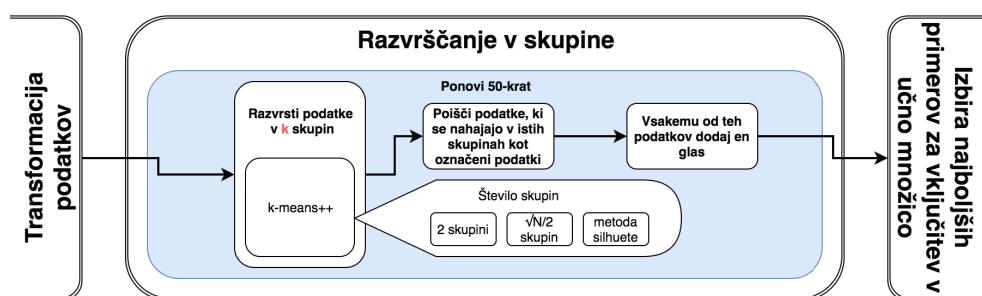 Transformacija
podatkov
Razvrščanje v skupine
Ponovi 50-krat
Razvrsti podatke
v k skupin
k-means++
Poišči podatke, ki
se nahajajo v istih
skupinah kot
označeni podatki
Vsakemu od teh
podatkov dodaj en
glas
Število skupin
2 skupini
√N/2
skupin
metoda
silhuete
Izbira najboljših
primerov za vključitev v
učno množico